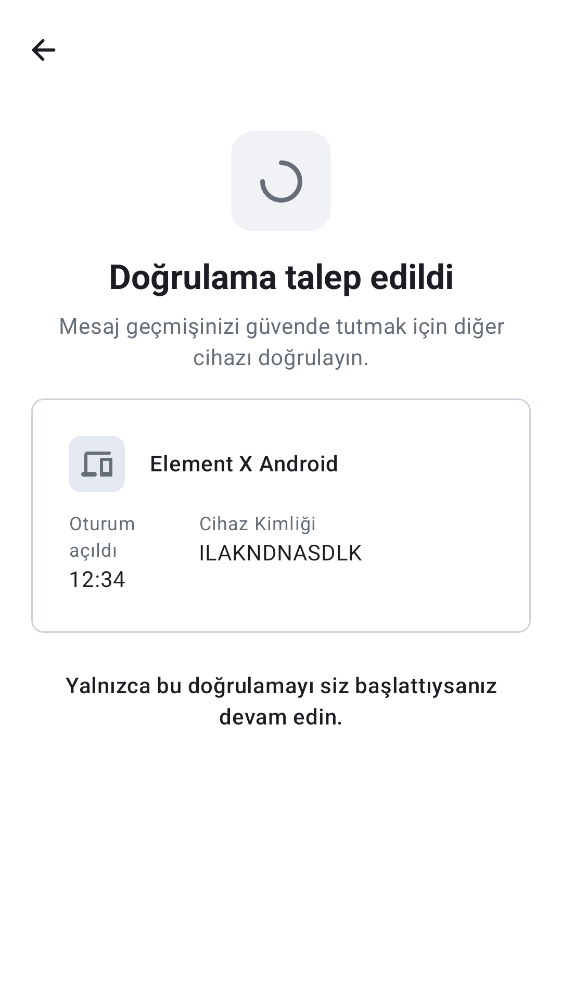 Doğrulama talep edildi
Mesaj geçmişinizi güvende tutmak için diğer
cihazı doğrulayın.
Element X Android
Oturum
açıldı
12:34
Cihaz Kimliği
ILAKNDNASDLK
Yalnızca bu doğrulamayı siz başlattıysanız
devam edin.